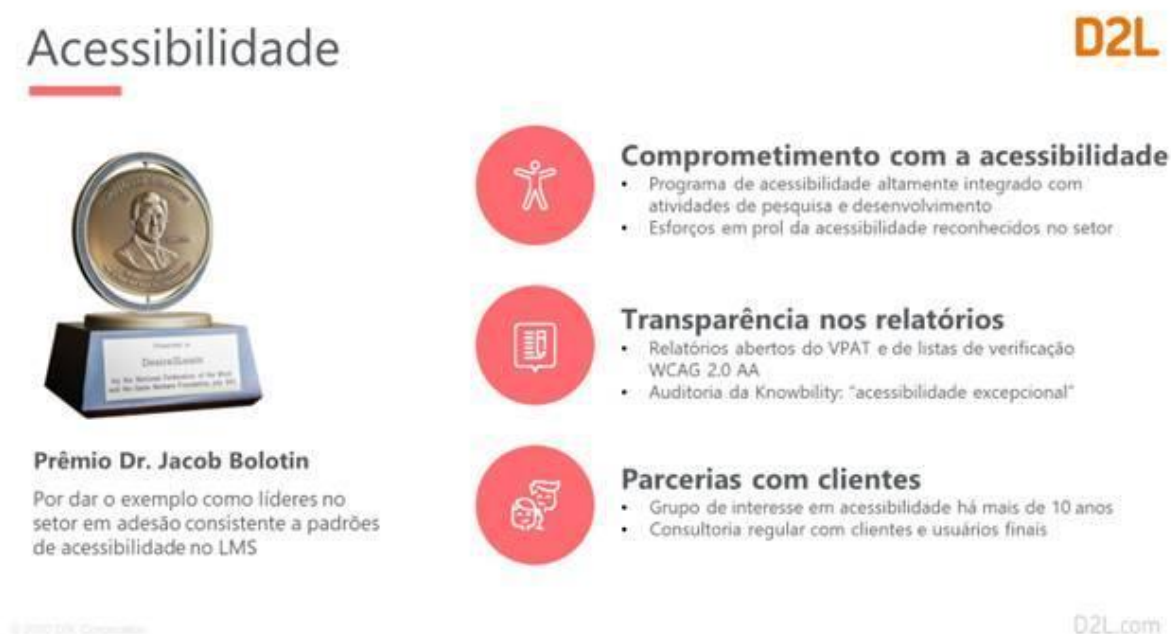 Acessibilidade
D2L
Prêmio Dr. Jacob Bolotin
Por dar o exemplo como líderes no
setor em adesão consistente a padrões
de acessibilidade no LMS
Comprometimento com a acessibilidade
• Programa de acessibilidade altamente integrado com
atividades de pesquisa e desenvolvimento
• Esforços em prol da acessibilidade reconhecidos no setor
Transparência nos relatórios
• Relatórios abertos do VPAT e de listas de verificação
WCAG 2.0 AA
• Auditoria da Knowbility: "acessibilidade excepcional"
Parcerias com clientes
• Grupo de interesse em acessibilidade há mais de 10 anos
• Consultoria regular com clientes e usuários finais
D2L.com